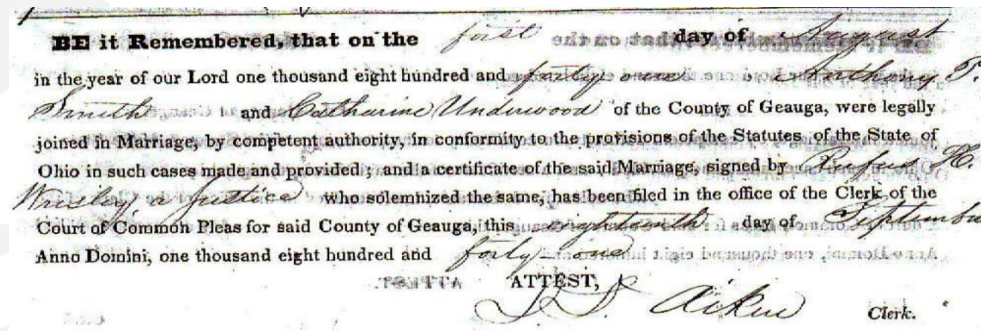 BE it Remembered, that on the first day of August
in the year of our Lord one thousand eight hundred and forty one Anthony P.
Smith and Catharine Underwood of the County of Geauga, were legally
joined in Marriage, by competent authority, in conformity to the provisions of the Statutes of the State of
Ohio in such cases made and provided; and a certificate of the said Marriage, signed by Rufus H.
a Justice who solemnized the same, has been filed in the office of the Clerk of the
Court of Common Pleas for said County of Geauga, this eighteenth day of September
Anno Domini, one thousand eight hundred and forty-one
ATTEST,
Aiken Clerk.